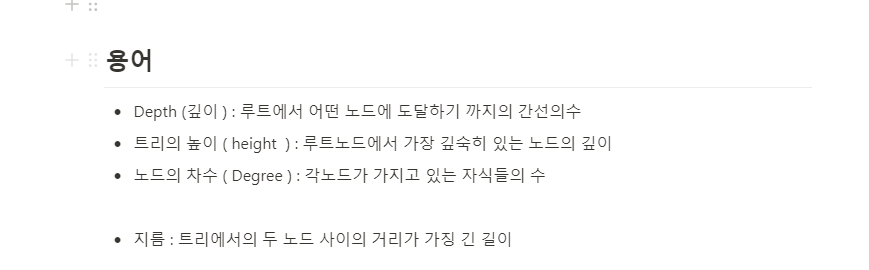 용어
Depth (깊이 ) : 루트에서 어떤 노드에 도달하기 까지의 간선의수
트리의 높이 ( height  ) : 루트노드에서 가장 깊숙히 있는 노드의 깊이
노드의 차수 ( Degree ) : 각노드가 가지고 있는 자식들의 수
지름 : 트리에서의 두 노드 사이의 거리가 가징 긴 길이